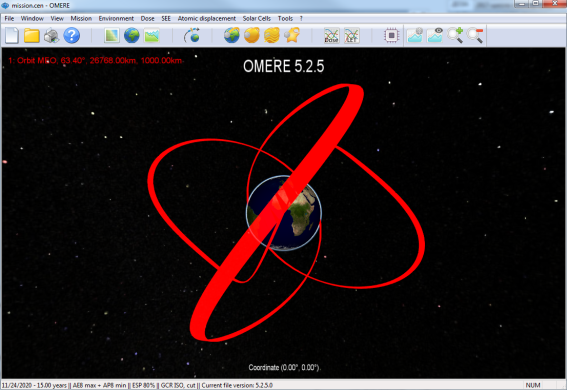 mission.cen - OMERE
File Window View Mission Environment Dose SEE Atomic displacement Solar Cells Tools ?
1: Orbit MEO, 63.40°, 26768.00km, 1000.00km
OMERE 5.2.5
Coordinate (0.00°, 0.00°).
11/24/2020 - 15.00 years || AE8 max + AP8 min || ESP 80% || GCR ISO, cut || Current file version: 5.2.5.0 NUM